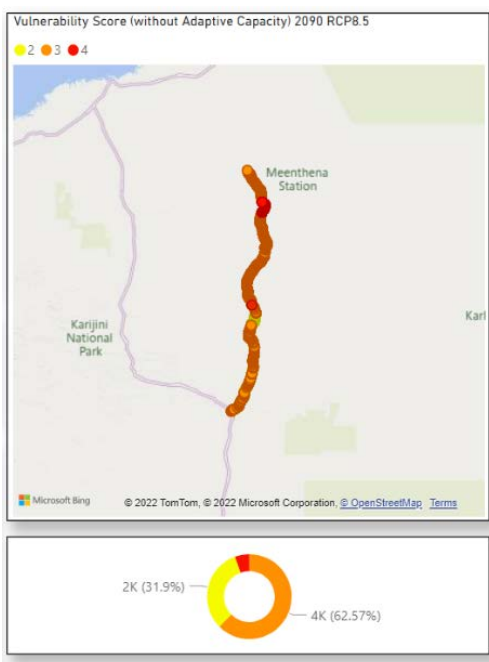 Vulnerability Score (without Adaptive Capacity) 2090 RCP8.5
2 3 4
Meenthena
Station
Karijini
National
Park
Karl
Microsoft Bing
© 2022 TomTom, © 2022 Microsoft Corporation, © OpenStreetMap Terms
2K (31.9%)
4K (62.57%)